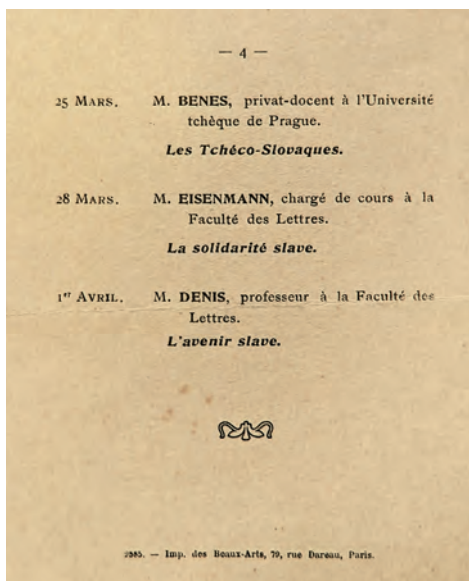 — 4 —
25 MARS. M. BENES, privat-docent à l'Université
tchèque de Prague.
Les Tchéco-Slovaques.
28 MARS. M. EISENMANN, chargé de cours à la
Faculté des Lettres.
La solidarité slave.
1er AVRIL. M. DENIS, professeur à la Faculté des
Lettres.
L'avenir slave.
2885. — Imp. des Beaux-Arts, 79, rue Dareau, Paris.